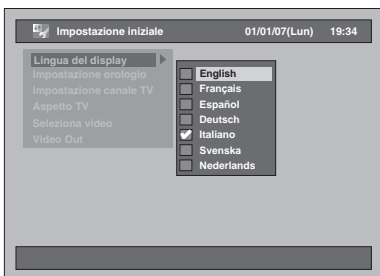 Impostazione iniziale 01/01/07(Lun) 19:34
Lingua del display
Impostazione orologio
Impostazione canale TV
Aspetto TV
Seleziona video
Video Out
English
Français
Español
Deutsch
Italiano
Svenska
Nederlands